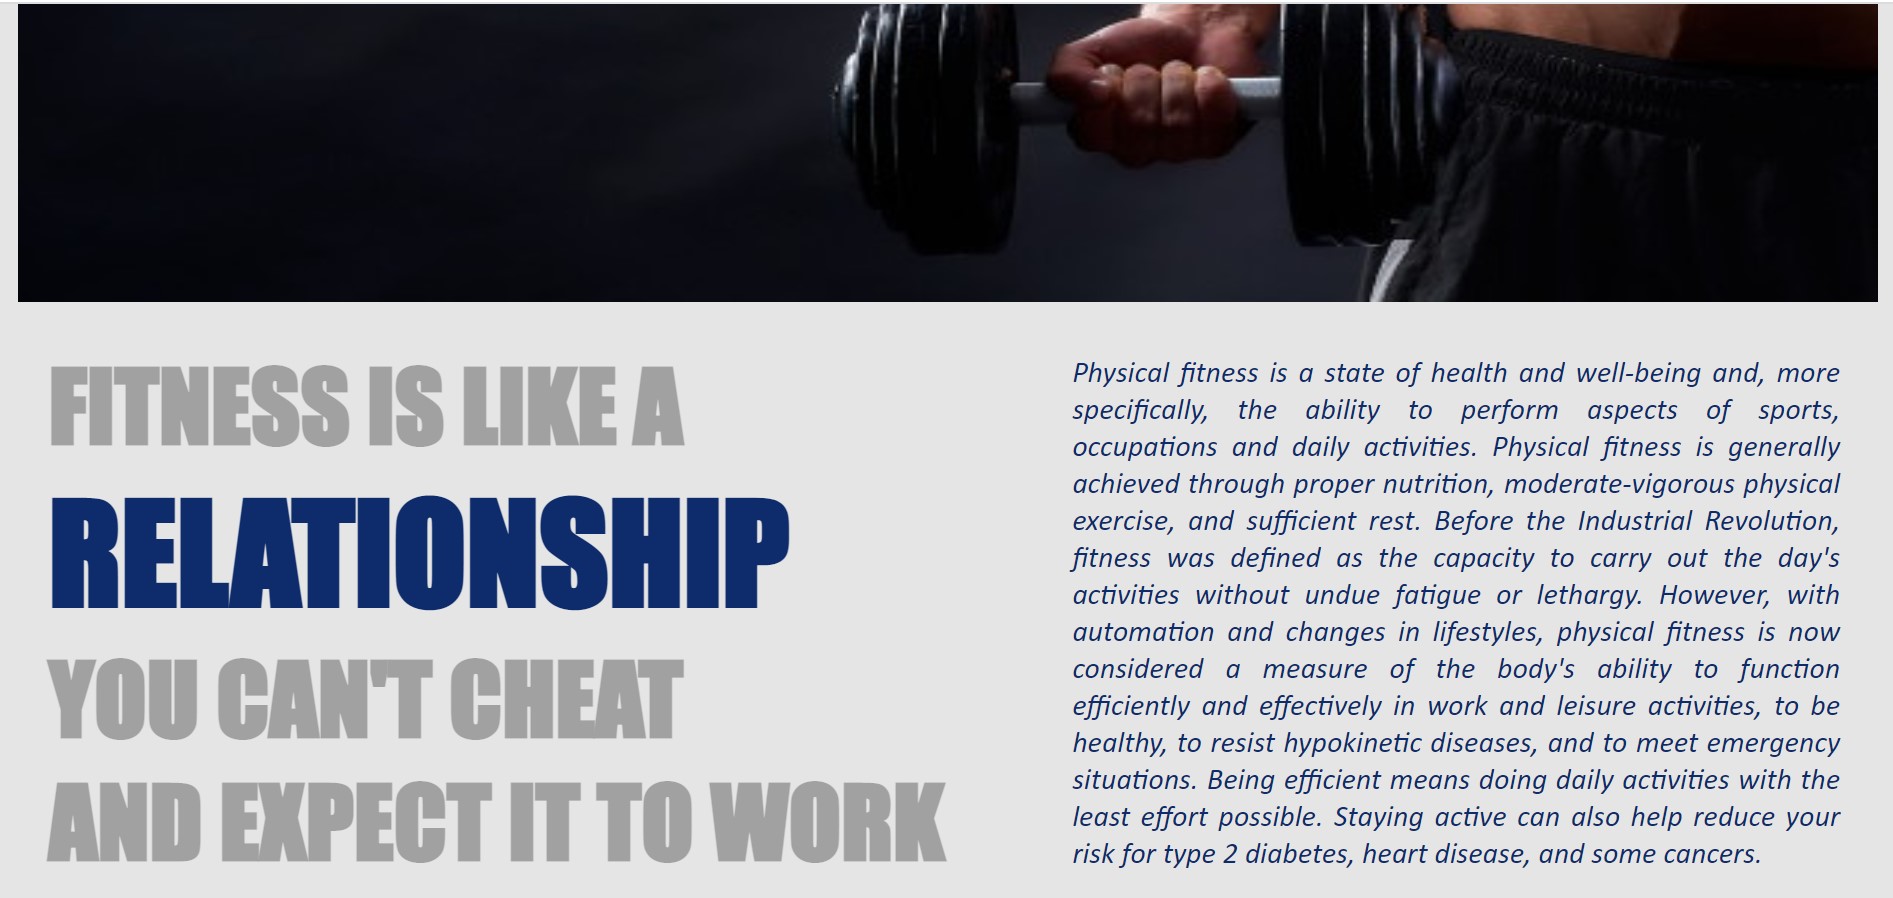 FITNESS IS LIKE A
RELATIONSHIP
YOU CAN'T CHEAT
AND EXPECT IT TO WORK
Physical fitness is a state of health and well-being and, more
specifically, the ability to perform aspects of sports,
occupations and daily activities. Physical fitness is generally
achieved through proper nutrition, moderate-vigorous physical
exercise, and sufficient rest. Before the Industrial Revolution,
fitness was defined as the capacity to carry out the day's
activities without undue fatigue or lethargy. However, with
automation and changes in lifestyles, physical fitness is now
considered a measure of the body's ability to function
efficiently and effectively in work and leisure activities, to be
healthy, to resist hypokinetic diseases, and to meet emergency
situations. Being efficient means doing daily activities with the
least effort possible. Staying active can also help reduce your
risk for type 2 diabetes, heart disease, and some cancers.